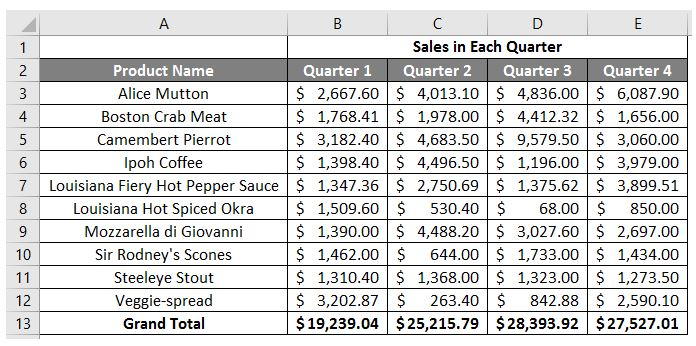 A B C D E
1 Sales in Each Quarter
2 Product Name Quarter 1 Quarter 2 Quarter 3 Quarter 4
3 Alice Mutton $ 2,667.60 $ 4,013.10 $ 4,836.00 $ 6,087.90
4 Boston Crab Meat $ 1,768.41 $ 1,978.00 $ 4,412.32 $ 1,656.00
5 Camembert Pierrot $ 3,182.40 $ 4,683.50 $ 9,579.50 $ 3,060.00
6 Ipoh Coffee $ 1,398.40 $ 4,496.50 $ 1,196.00 $ 3,979.00
7 Louisiana Fiery Hot Pepper Sauce $ 1,347.36 $ 2,750.69 $ 1,375.62 $ 3,899.51
8 Louisiana Hot Spiced Okra $ 1,509.60 $ 530.40 $ 68.00 $ 850.00
9 Mozzarella di Giovanni $ 1,390.00 $ 4,488.20 $ 3,027.60 $ 2,697.00
10 Sir Rodney's Scones $ 1,462.00 $ 644.00 $ 1,733.00 $ 1,434.00
11 Steeleye Stout $ 1,310.40 $ 1,368.00 $ 1,323.00 $ 1,273.50
12 Veggie-spread $ 3,202.87 $ 263.40 $ 842.88 $ 2,590.10
13 Grand Total $19,239.04 $25,215.79 $28,393.92 $27,527.01